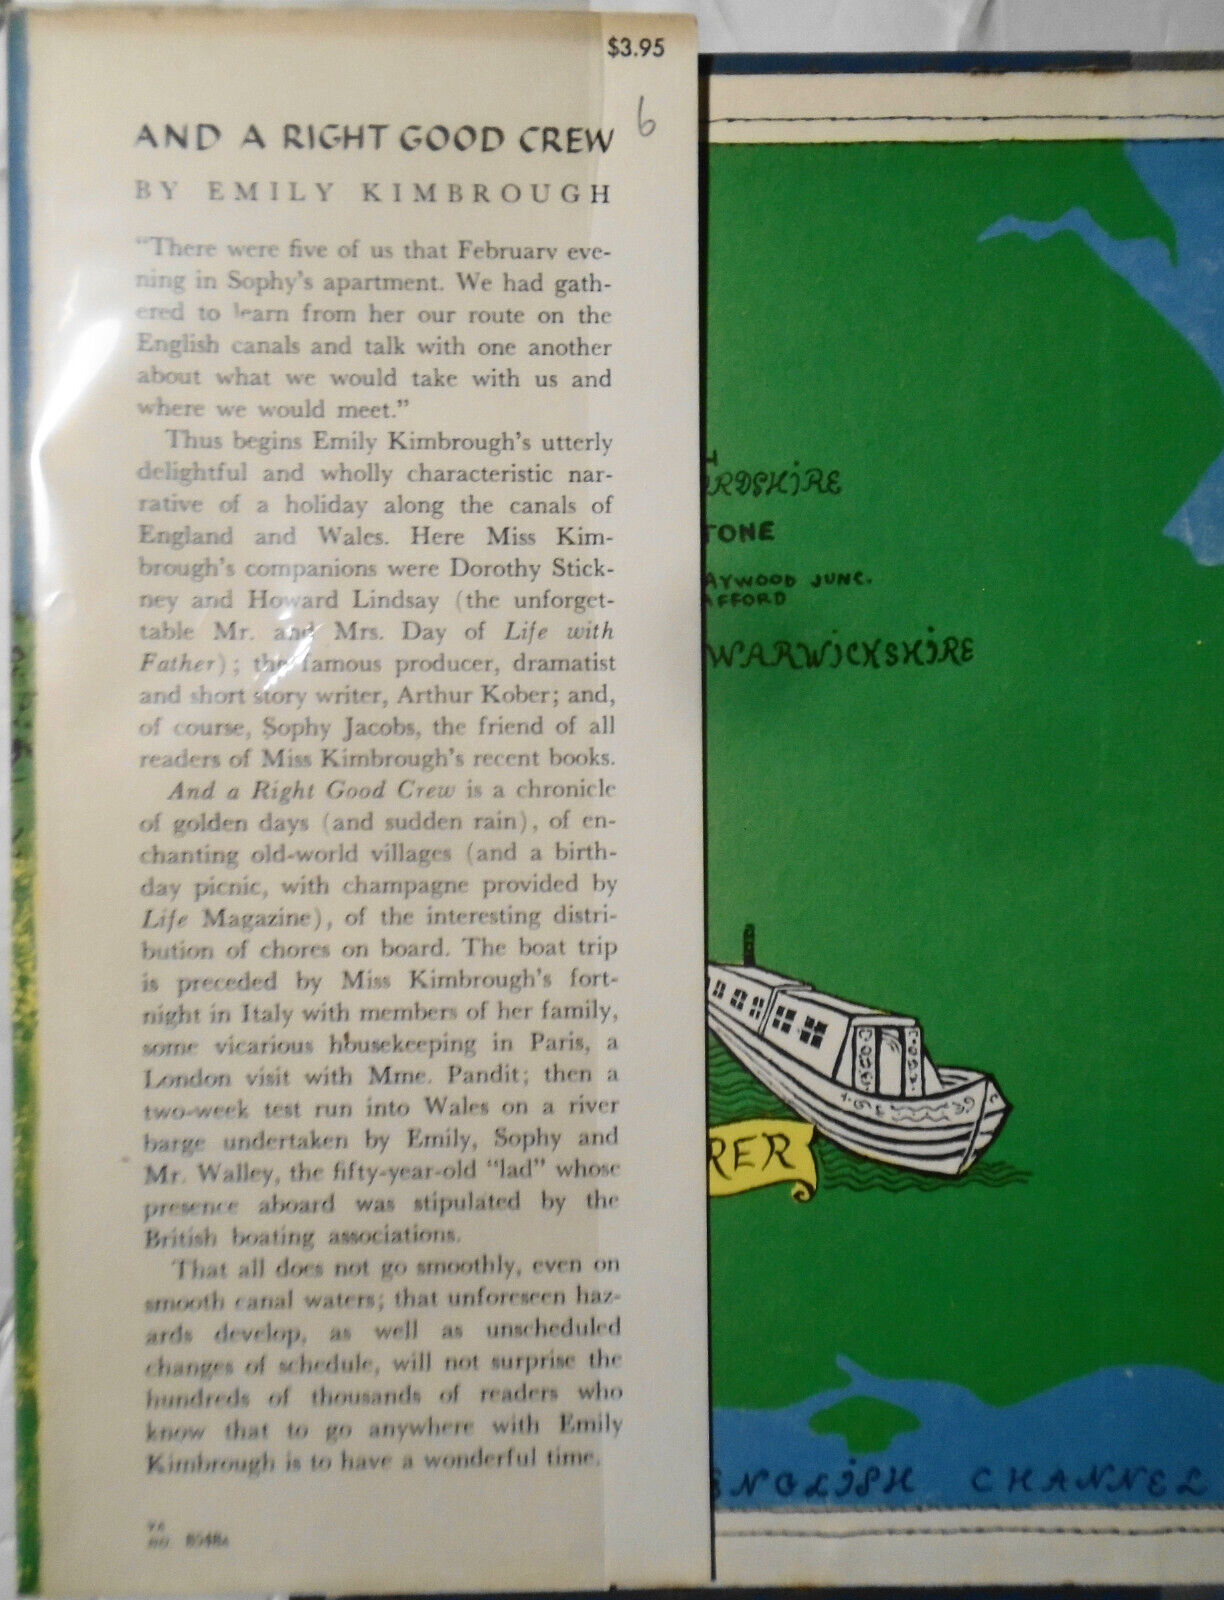 $3.95
6
AND A RIGHT GOOD CREW
BY EMILY KIMBROUGH
"There were five of us that February eve-
ning in Sophy's apartment. We had gath-
ered to learn from her our route on the
English canals and talk with one another
about what we would take with us and
where we would meet."
Thus begins Emily Kimbrough's utterly
delightful and wholly characteristic nar-
rative of a holiday along the canals of
England and Wales. Here Miss Kim-
brough's companions were Dorothy Stick-
ney and Howard Lindsay (the unforget-
table Mr. and Mrs. Day of Life with
Father); the famous producer, dramatist
and short story writer, Arthur Kober; and,
of course, Sophy Jacobs, the friend of all
readers of Miss Kimbrough's recent books.
And a Right Good Crew is a chronicle
of golden days (and sudden rain), of en-
chanting old-world villages (and a birth-
day picnic, with champagne provided by
Life Magazine), of the interesting distri-
bution of chores on board. The boat trip
is preceded by Miss Kimbrough's fort-
night in Italy with members of her family,
some vicarious housekeeping in Paris, a
London visit with Mme. Pandit; then a
two-week test run into Wales on a river
barge undertaken by Emily, Sophy and
Mr. Walley, the fifty-year-old "lad" whose
presence aboard was stipulated by the
British boating associations.
That all does not go smoothly, even on
smooth canal waters; that unforeseen haz-
ards develop, as well as unscheduled
changes of schedule, will not surprise the
hundreds of thousands of readers who
know that to go anywhere with Emily
Kimbrough is to have a wonderful time.
RDSHIRE
TONE
AYWOOD JUNC.
AFFORD
WARWICKSHIRE
RER
ENGLISH CHANNEL